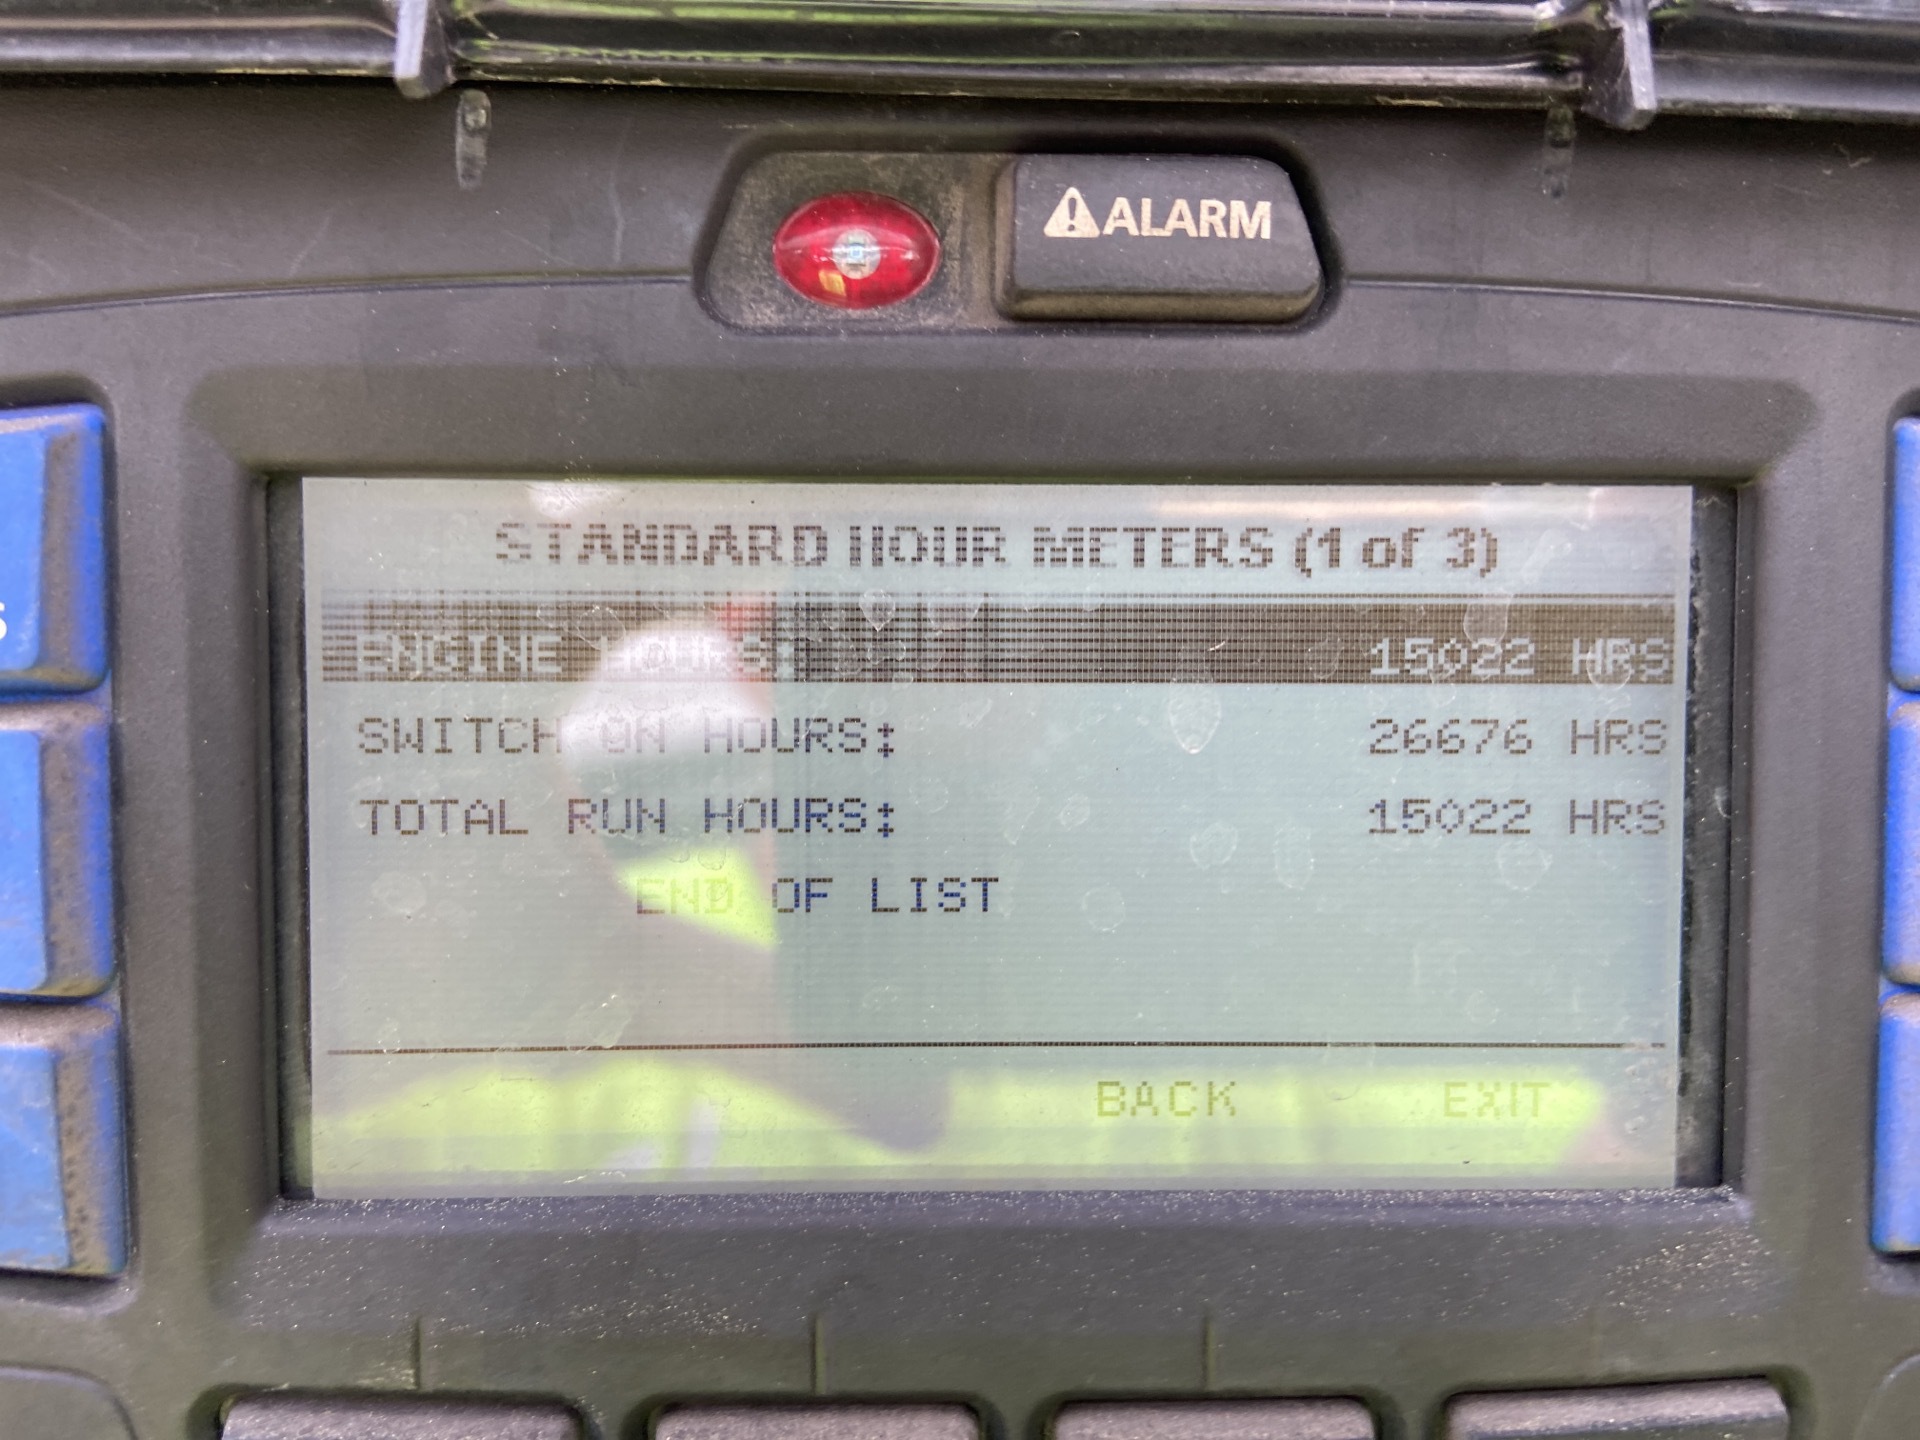 ALARM
STANDARD HOUR METERS (1 of 3)
ENGINE HOURS: 15022 HRS
SWITCH ON HOURS: 26676 HRS
TOTAL RUN HOURS: 15022 HRS
END OF LIST
BACK EXIT
S